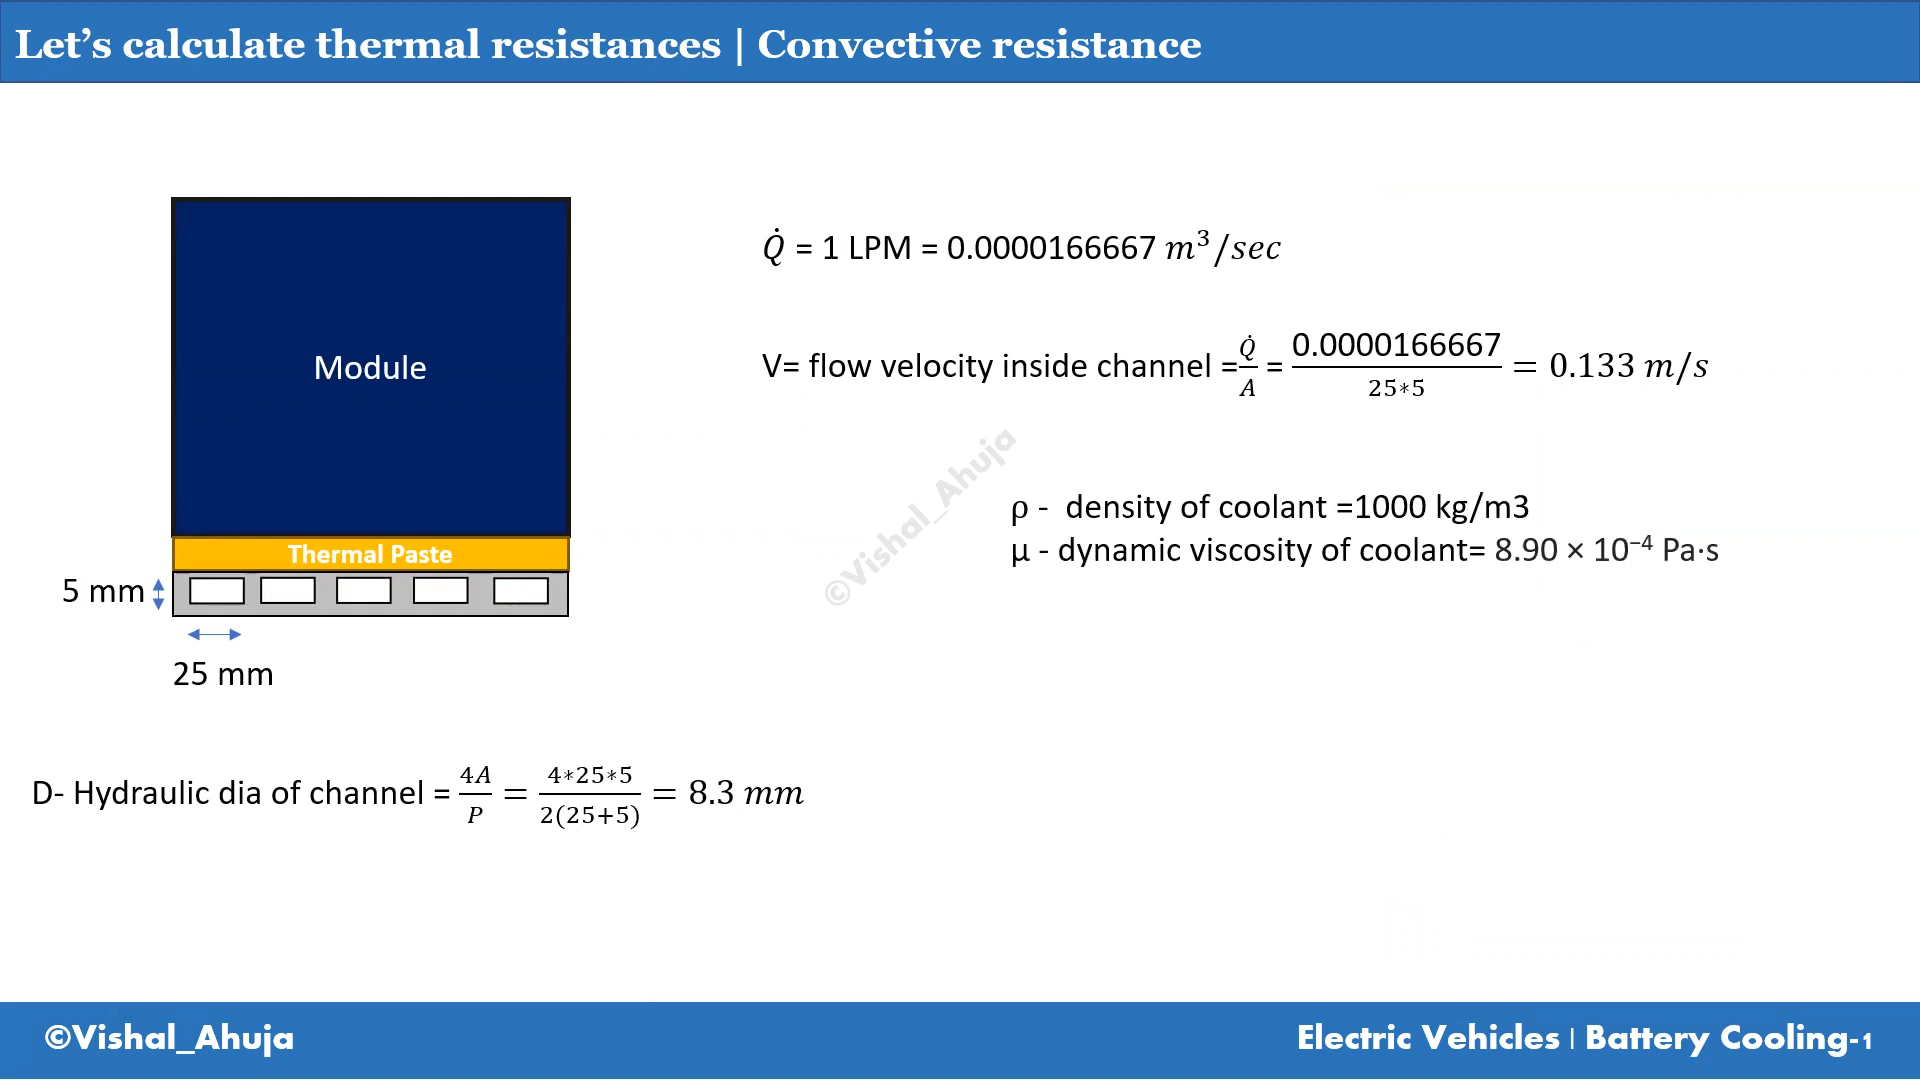 Let’s calculate thermal resistances | Convective resistance
Q̇ = 1 LPM = 0.0000166667 m³/sec
V= flow velocity inside channel = Q̇/A = 0.0000166667/25*5 = 0.133 m/s
ρ - density of coolant =1000 kg/m3
μ - dynamic viscosity of coolant= 8.90 × 10⁻⁴ Pa·s
Module
Thermal Paste
5 mm
25 mm
D- Hydraulic dia of channel = 4A/P = 4*25*5/2(25+5) = 8.3 mm
©Vishal_Ahuja
©Vishal_Ahuja
Electric Vehicles | Battery Cooling-1